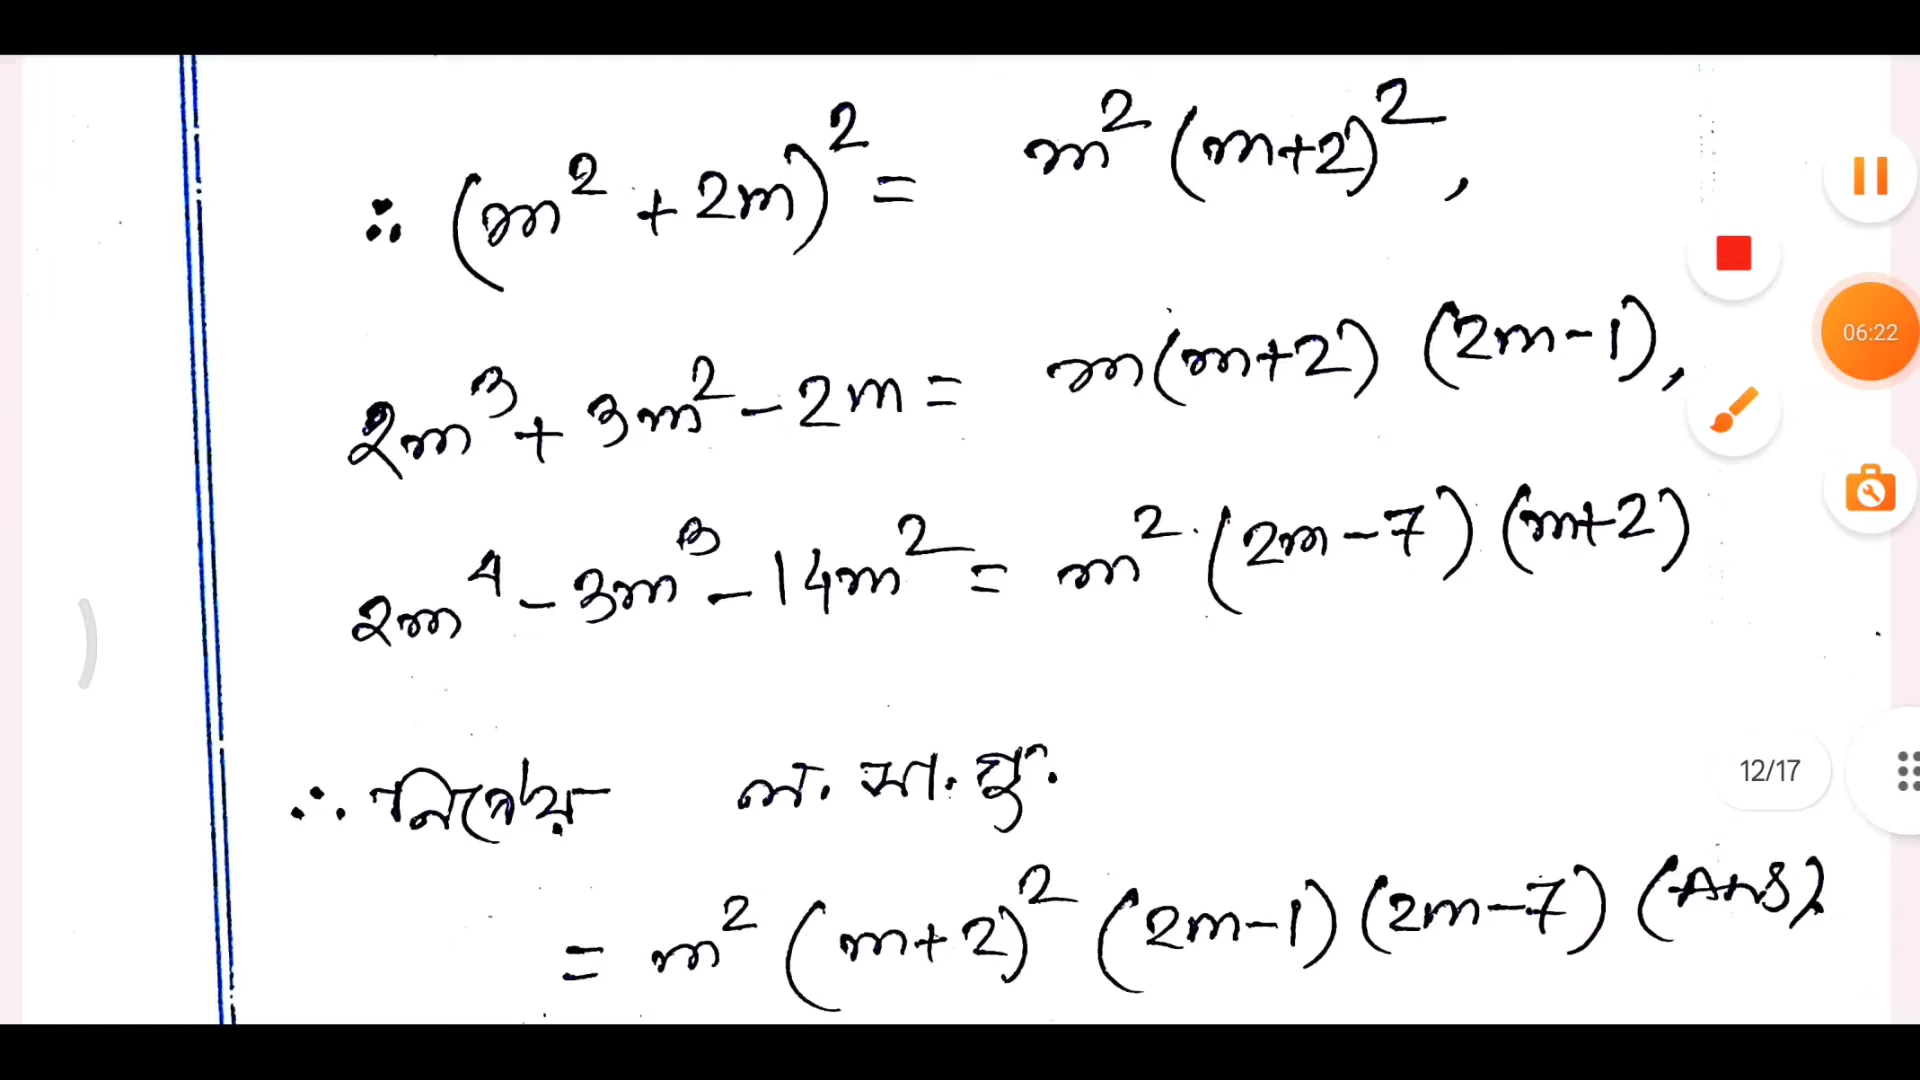 ∴ (m² + 2m)² = m² (m+2)²,
2m³ + 3m² - 2m = m(m+2) (2m-1),
06:22
2m⁴ - 3m³ - 14m² = m² (2m-7) (m+2)
12/17
∴ নির্ণেয় ল. সা. গু.
= m² (m+2)² (2m-1) (2m-7) (Ans)